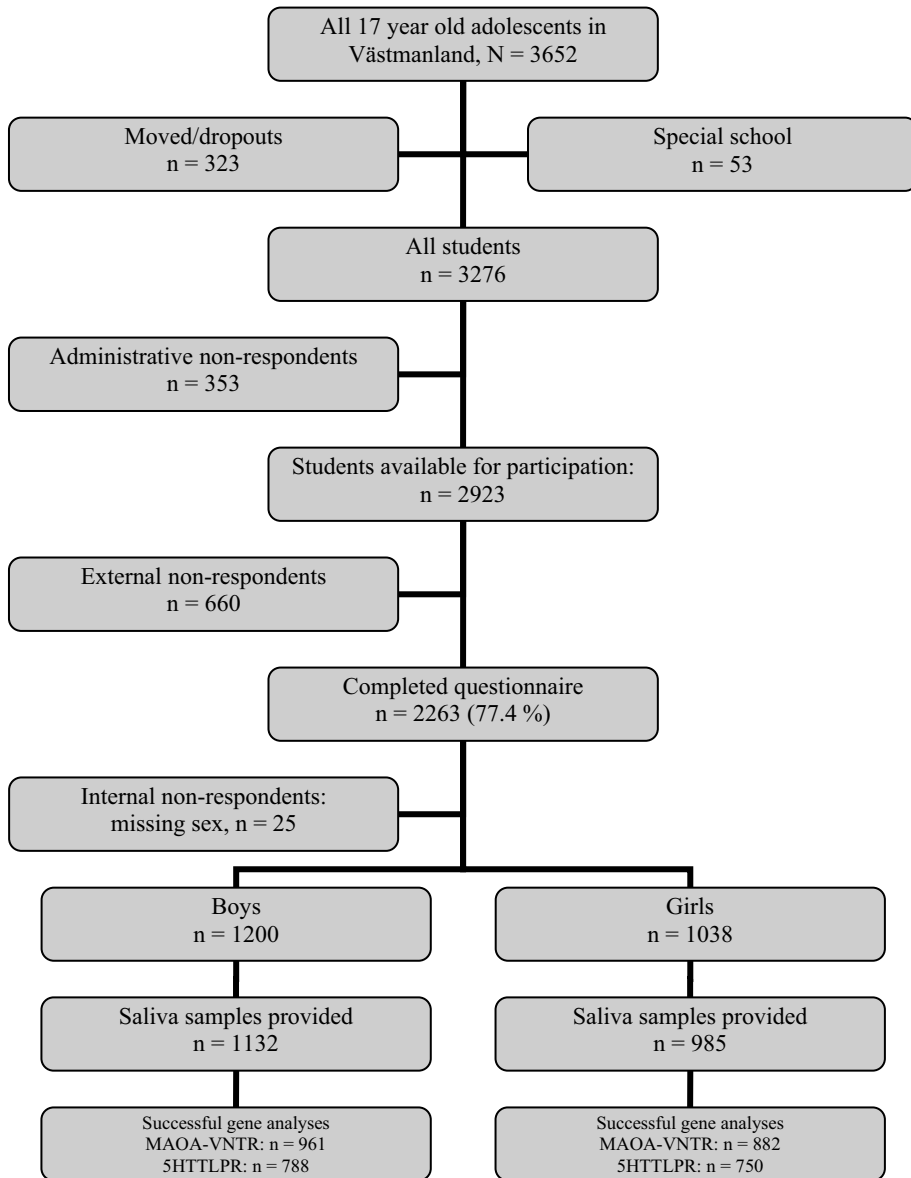 All 17 year old adolescents in
Västmanland, N = 3652
Moved/dropouts
n = 323
Special school
n = 53
All students
n = 3276
Administrative non-respondents
n = 353
Students available for participation:
n = 2923
External non-respondents
n = 660
Completed questionnaire
n = 2263 (77.4 %)
Internal non-respondents:
missing sex, n = 25
Boys
n = 1200
Girls
n = 1038
Saliva samples provided
n = 1132
Saliva samples provided
n = 985
Successful gene analyses
MAOA-VNTR: n = 961
5HTTLPR: n = 788
Successful gene analyses
MAOA-VNTR: n = 882
5HTTLPR: n = 750